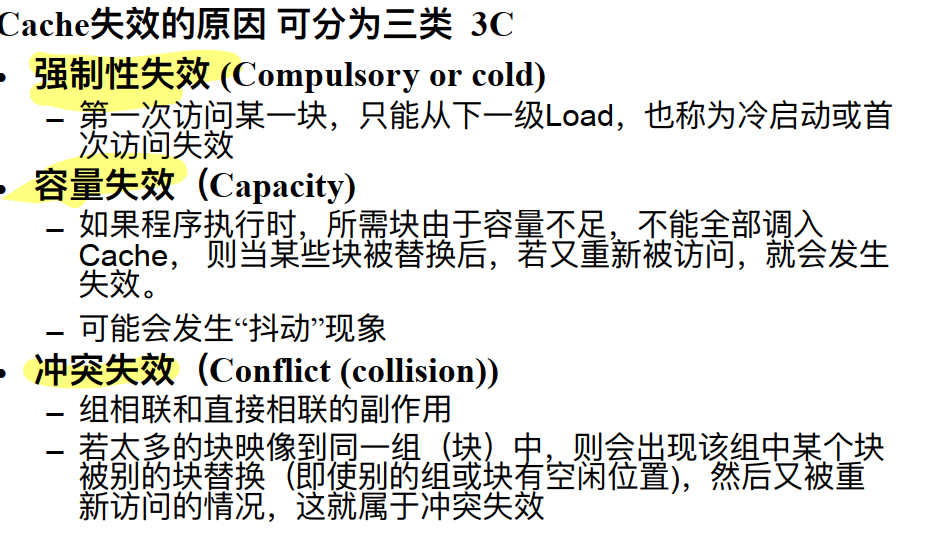 Cache失效的原因 可分为三类 3C
• 强制性失效 (Compulsory or cold)
– 第一次访问某一块，只能从下一级Load，也称为冷启动或首
次访问失效
• 容量失效（Capacity)
– 如果程序执行时，所需块由于容量不足，不能全部调入
Cache， 则当某些块被替换后，若又重新被访问，就会发生
失效。
– 可能会发生“抖动”现象
• 冲突失效（Conflict (collision))
– 组相联和直接相联的副作用
– 若太多的块映像到同一组（块）中，则会出现该组中某个块
被别的块替换（即使别的组或块有空闲位置)，然后又被重
新访问的情况，这就属于冲突失效